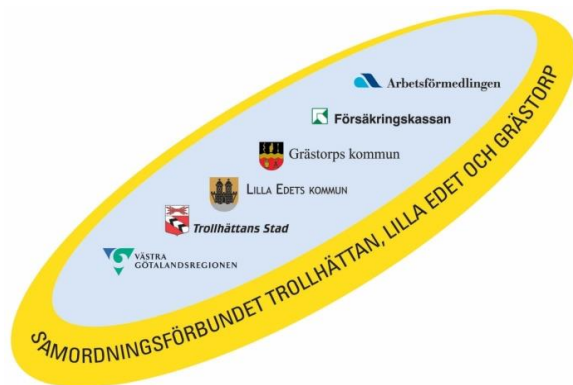 Arbetsförmedlingen
Försäkringskassan
Grästorps kommun
LILLA EDETS KOMMUN
Trollhättans Stad
VÄSTRA
GÖTALANDSREGIONEN
SAMORDNINGSFÖRBUNDET TROLLHÄTTAN, LILLA EDET OCH GRÄSTORP